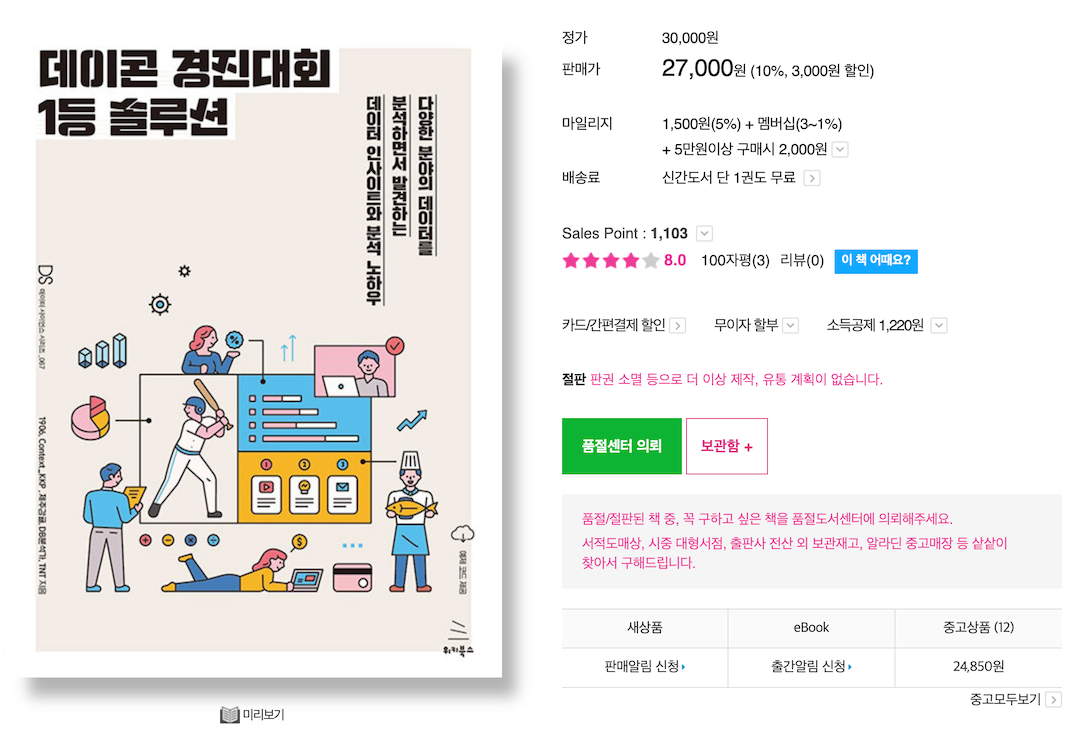 데이콘 경진대회
1등 솔루션
다양한 분야의 데이터를
분석하면서 발견하는
데이터 인사이트와 분석 노하우
DS 데이터 사이언스 시리즈_067
1906, Context, KKP, 제주감귤, DB분석가, TNT 지음
%
1 2 3
$
예제 코드 제공
위키북스
미리보기
정가 30,000원
판매가 27,000원 (10%, 3,000원 할인)
마일리지 1,500원(5%) + 멤버십(3~1%)
+ 5만원이상 구매시 2,000원
배송료 신간도서 단 1권도 무료
Sales Point : 1,103
8.0 100자평(3) 리뷰(0) 이 책 어때요?
카드/간편결제 할인 무이자 할부 소득공제 1,220원
절판 판권 소멸 등으로 더 이상 제작, 유통 계획이 없습니다.
품절센터 의뢰 보관함 +
품절/절판된 책 중, 꼭 구하고 싶은 책을 품절도서센터에 의뢰해주세요.
서적도매상, 시중 대형서점, 출판사 전산 외 보관재고, 알라딘 중고매장 등 샅샅이
찾아서 구해드립니다.
새상품 eBook 중고상품 (12)
판매알림 신청 출간알림 신청 24,850원
중고모두보기